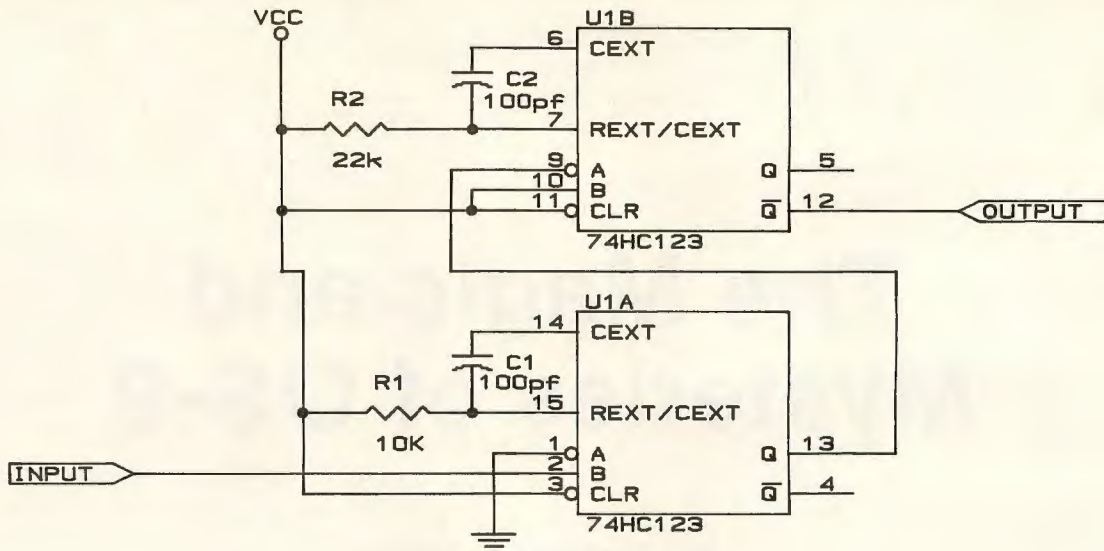 VCC
U1B
6
CEXT
C2
100pf
R2
7
REXT/CEXT
22k
9
A
Q
5
10
B
11
CLR
Q
12
OUTPUT
74HC123
U1A
14
CEXT
C1
100pf
R1
15
REXT/CEXT
10K
1
A
Q
13
INPUT
2
B
3
CLR
Q
4
74HC123